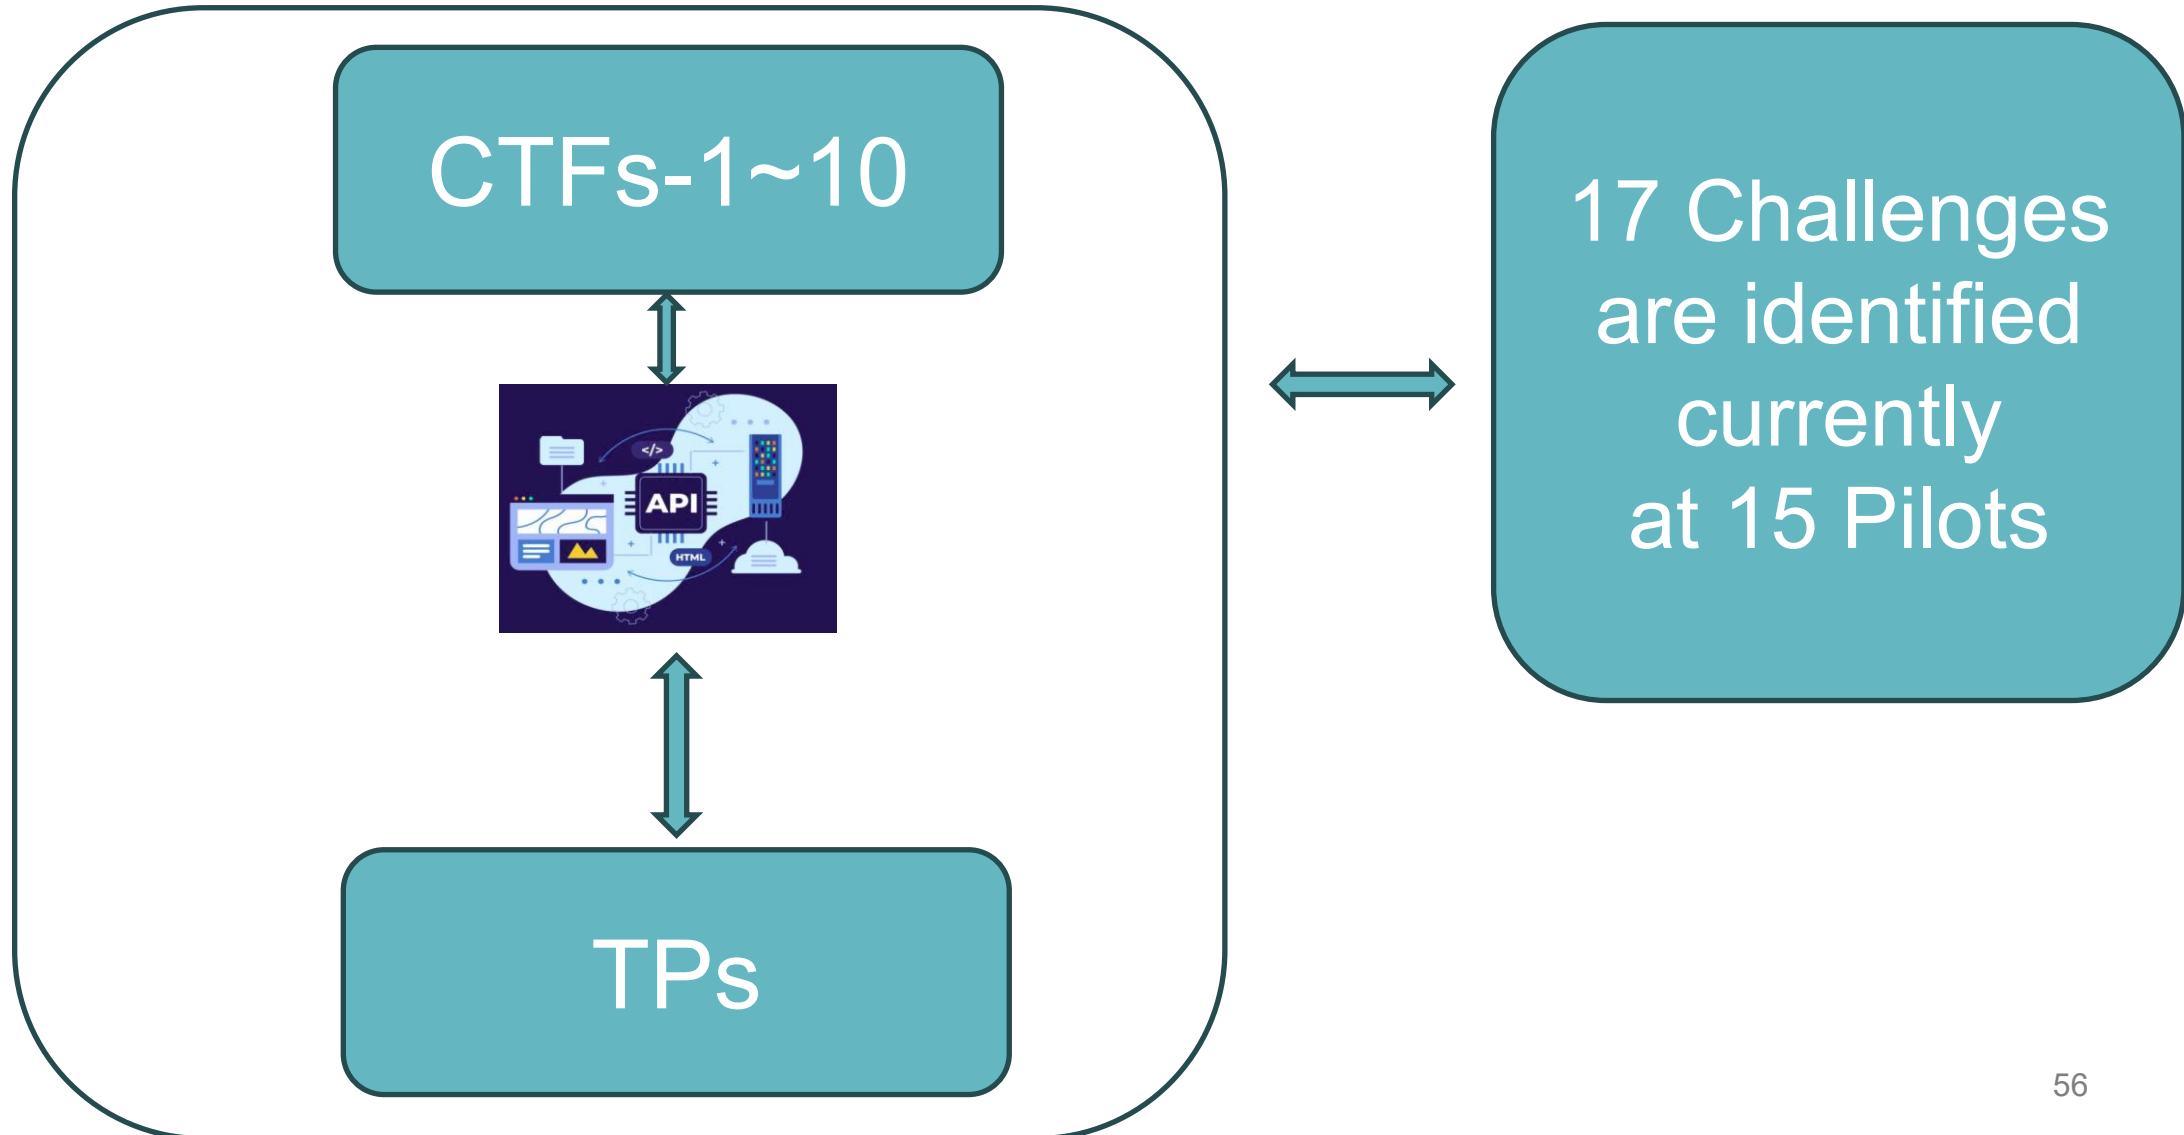 CTFs-1~10
</>
API
HTML
TPs
17 Challenges
are identified
currently
at 15 Pilots
56